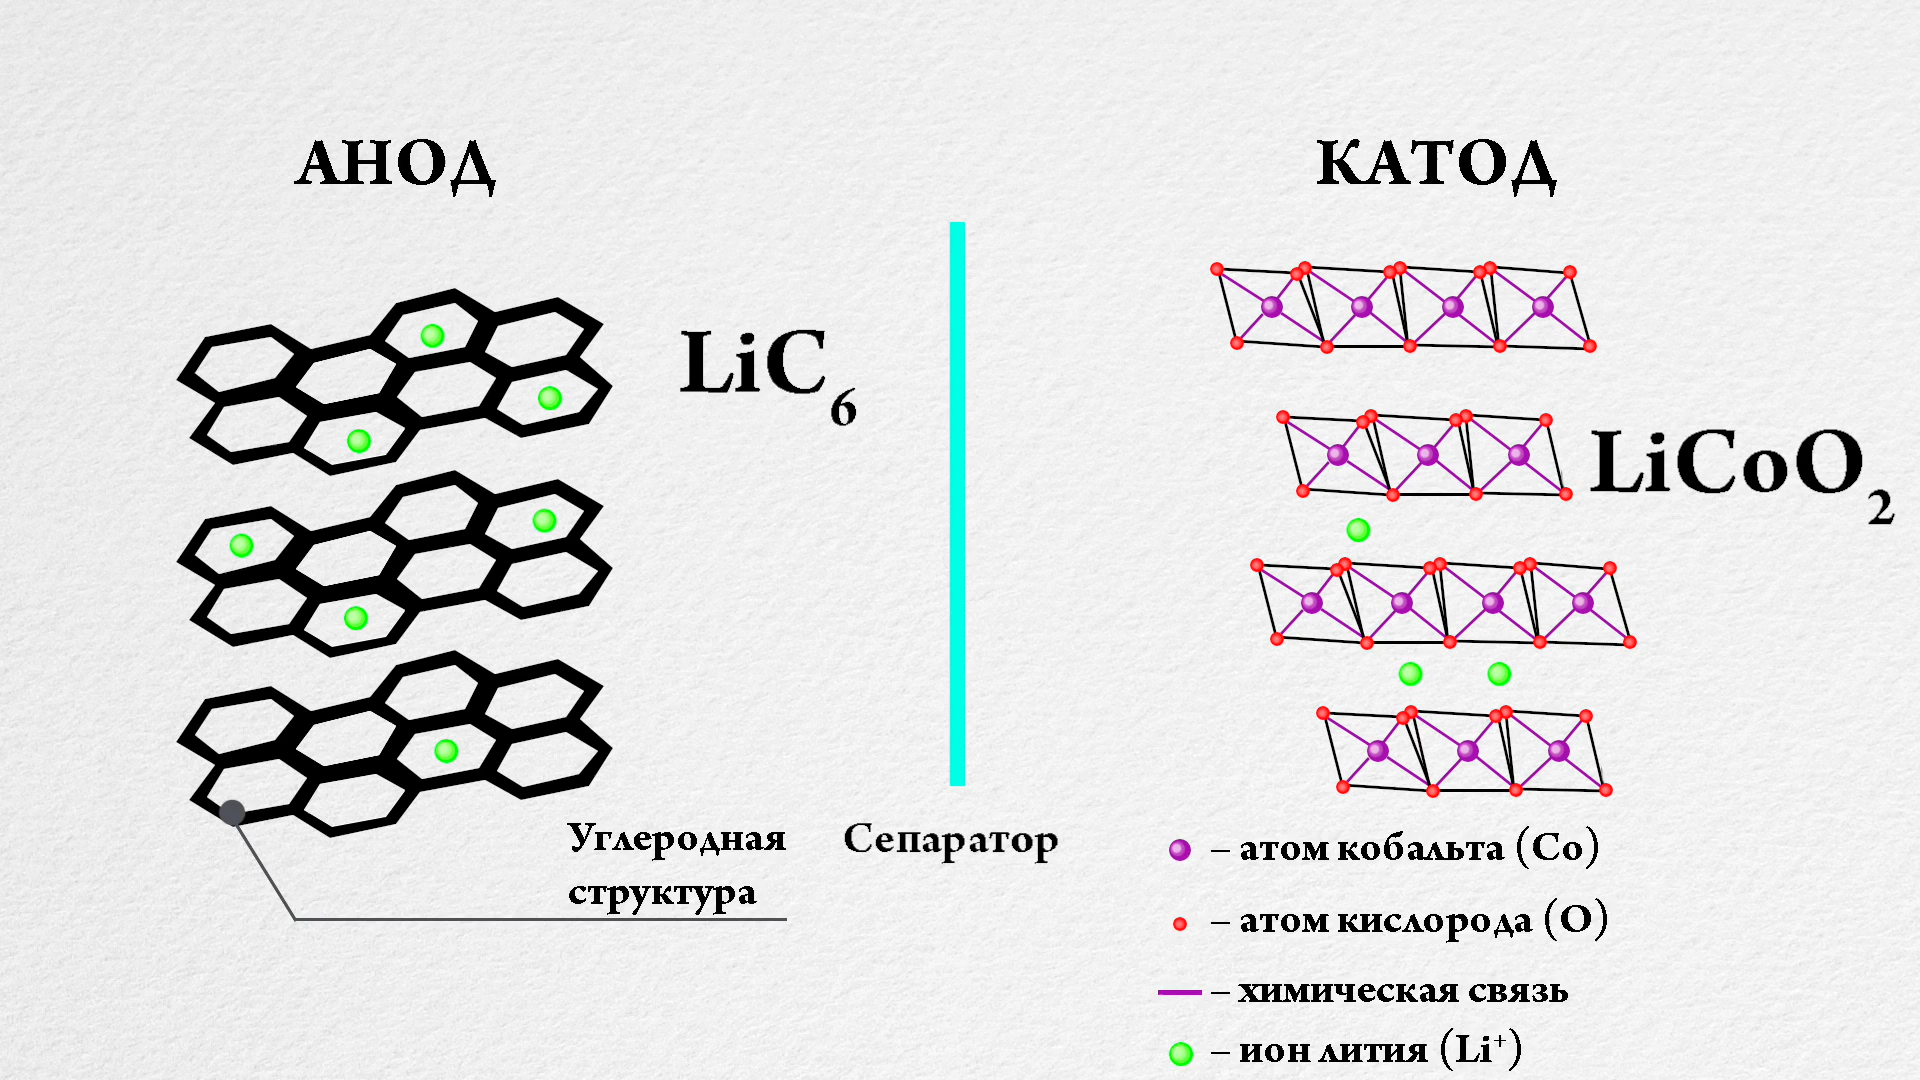 АНОД
КАТОД
LiC₆
LiCoO₂
Углеродная
структура
Сепаратор
– атом кобальта (Co)
– атом кислорода (O)
– химическая связь
– ион лития (Li⁺)